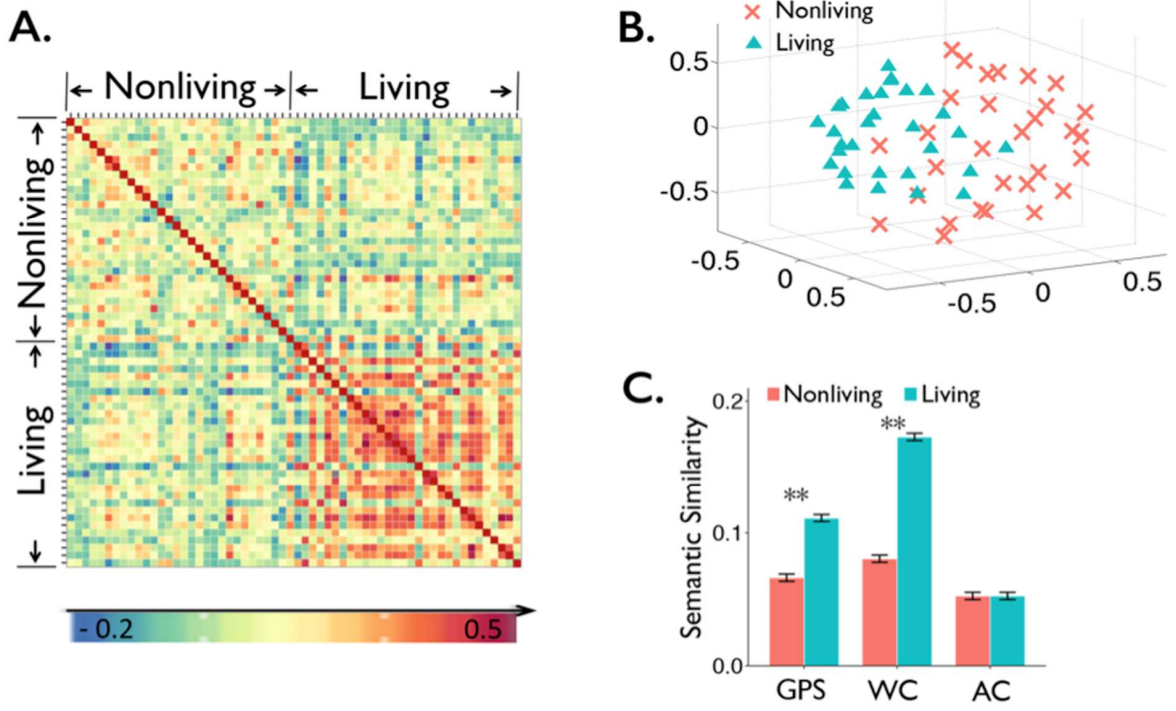 A.
Nonliving
Living
Nonliving
Living
- 0.2
0.5
B.
Nonliving
Living
0.5
0
-0.5
-0.5
0
0.5
-0.5
0
0.5
C.
Nonliving
Living
Semantic Similarity
0.2
0.1
0.0
**
**
GPS
WC
AC